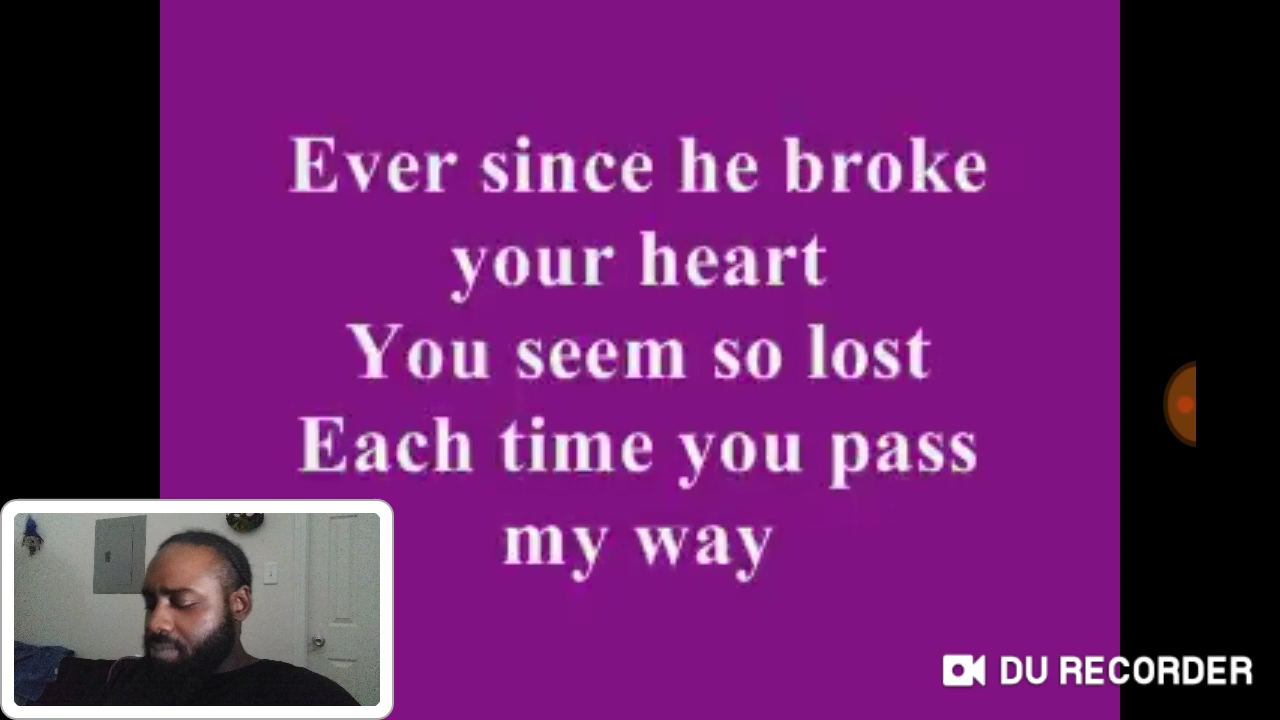 Ever since he broke
your heart
You seem so lost
Each time you pass
my way
DU RECORDER